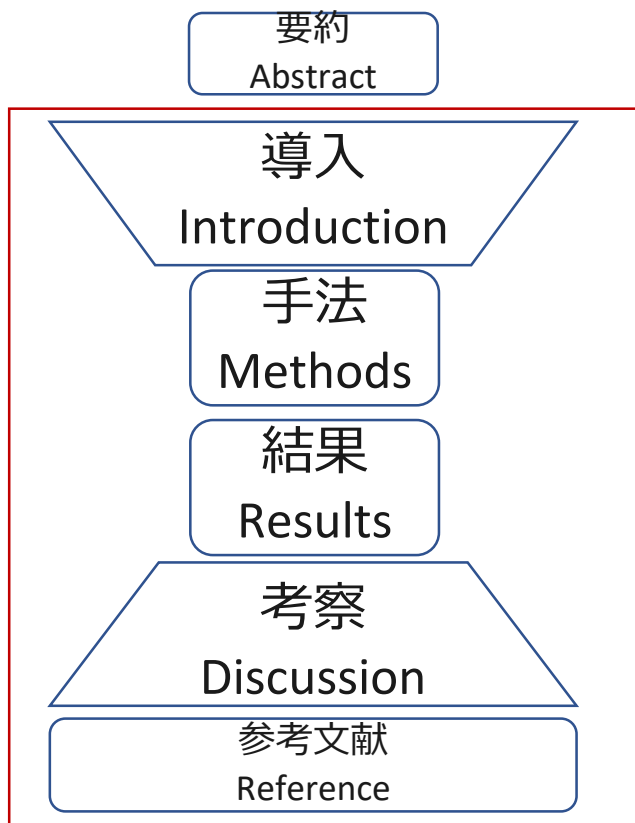 要約
Abstract
導入
Introduction
手法
Methods
結果
Results
考察
Discussion
参考文献
Reference